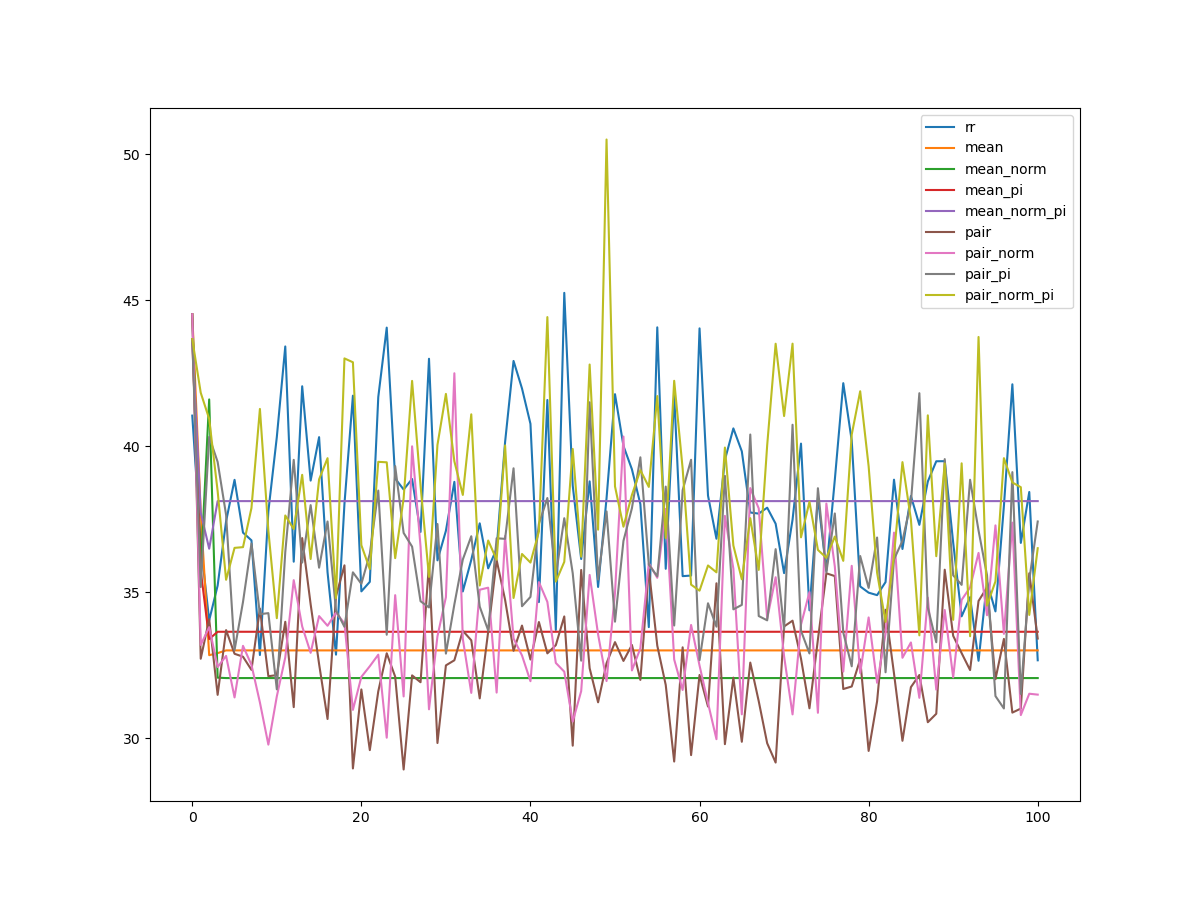 50
45
40
35
30
0
20
40
60
80
100
rr
mean
mean_norm
mean_pi
mean_norm_pi
pair
pair_norm
pair_pi
pair_norm_pi